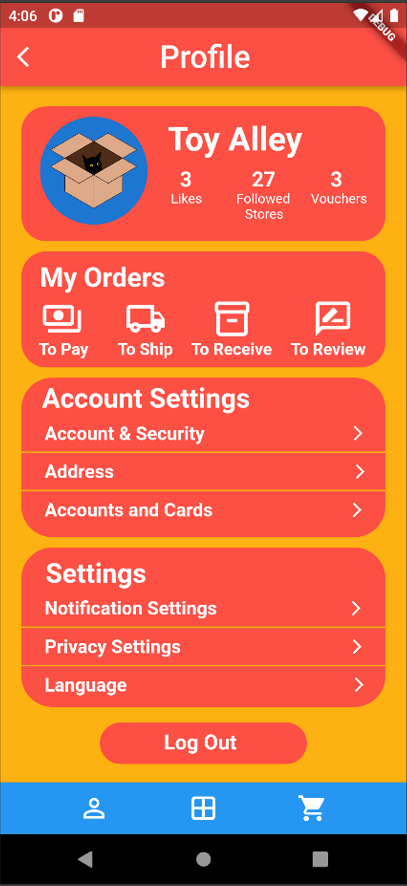 4:06
DEBUG
Profile
Toy Alley
3 27 3
Likes Followed Vouchers
Stores
My Orders
To Pay To Ship To Receive To Review
Account Settings
Account & Security
Address
Accounts and Cards
Settings
Notification Settings
Privacy Settings
Language
Log Out